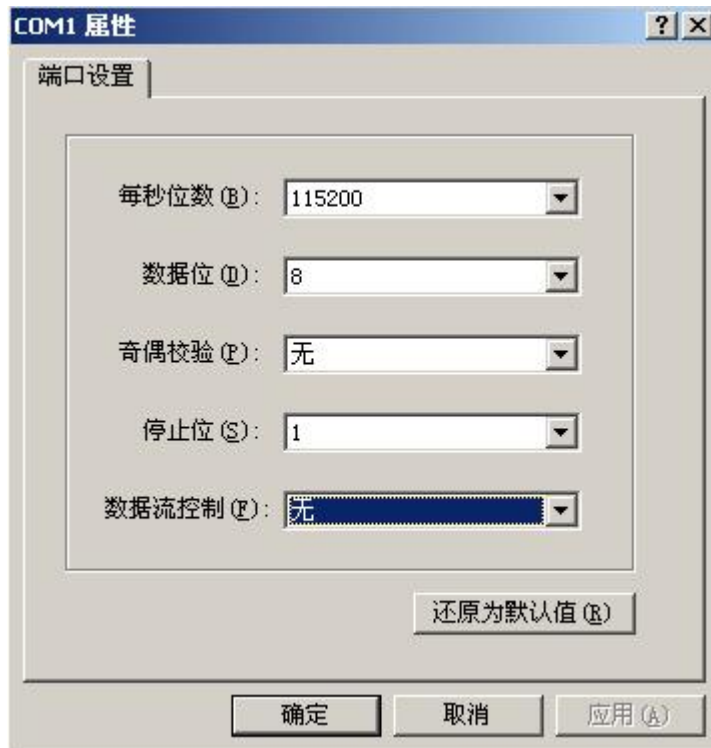 COM1 属性
端口设置
每秒位数(B): 115200
数据位(D): 8
奇偶校验(P): 无
停止位(S): 1
数据流控制(F): 无
还原为默认值(R)
确定 取消 应用(A)